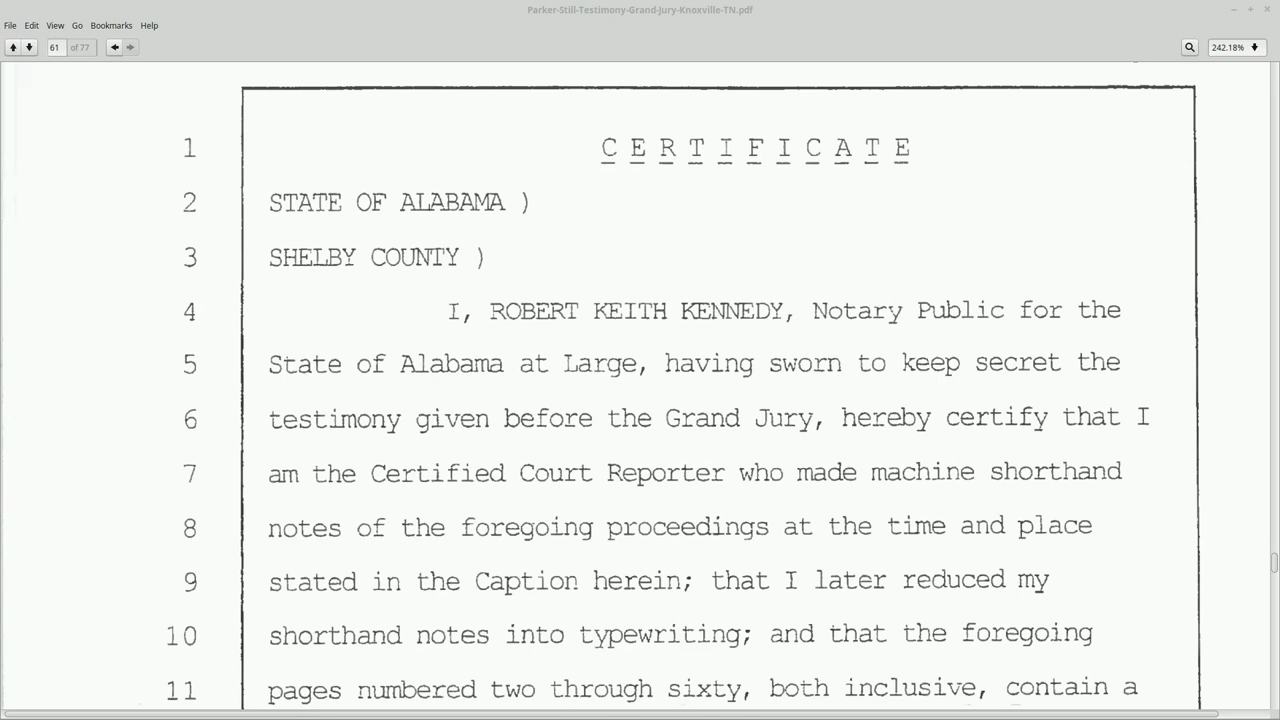 Parker-Still-Testimony-Grand-Jury-Knoxville-TN.pdf
File Edit View Go Bookmarks Help
61 of 77 242.18%
1 C E R T I F I C A T E
2 STATE OF ALABAMA )
3 SHELBY COUNTY )
4 I, ROBERT KEITH KENNEDY, Notary Public for the
5 State of Alabama at Large, having sworn to keep secret the
6 testimony given before the Grand Jury, hereby certify that I
7 am the Certified Court Reporter who made machine shorthand
8 notes of the foregoing proceedings at the time and place
9 stated in the Caption herein; that I later reduced my
10 shorthand notes into typewriting; and that the foregoing
11 pages numbered two through sixty, both inclusive, contain a